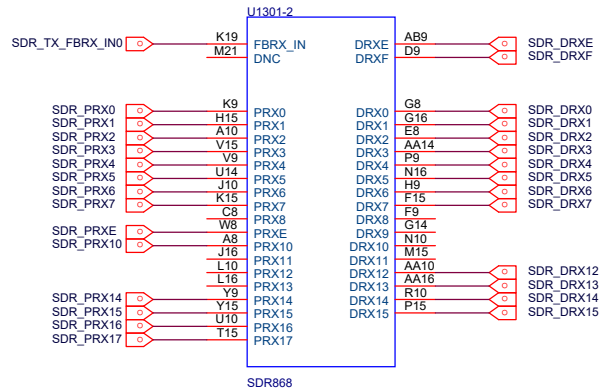 U1301-2
SDR_TX_FBRX_IN0 K19 FBRX_IN DRXE AB9 SDR_DRXE
M21 DNC DRXF D9 SDR_DRXF
SDR_PRX0 K9 PRX0 DRX0 G8 SDR_DRX0
SDR_PRX1 H15 PRX1 DRX1 G16 SDR_DRX1
SDR_PRX2 A10 PRX2 DRX2 E8 SDR_DRX2
SDR_PRX3 V15 PRX3 DRX3 AA14 SDR_DRX3
SDR_PRX4 V9 PRX4 DRX4 P9 SDR_DRX4
SDR_PRX5 U14 PRX5 DRX5 N16 SDR_DRX5
SDR_PRX6 J10 PRX6 DRX6 H9 SDR_DRX6
SDR_PRX7 K15 PRX7 DRX7 F15 SDR_DRX7
C8 PRX8 DRX8 F9
SDR_PRXE W8 PRXE DRX9 G14
SDR_PRX10 A8 PRX10 DRX10 N10
J16 PRX11 DRX11 M15
L10 PRX12 DRX12 AA10 SDR_DRX12
L16 PRX13 DRX13 AA16 SDR_DRX13
SDR_PRX14 Y9 PRX14 DRX14 R10 SDR_DRX14
SDR_PRX15 Y15 PRX15 DRX15 P15 SDR_DRX15
SDR_PRX16 U10 PRX16
SDR_PRX17 T15 PRX17
SDR868